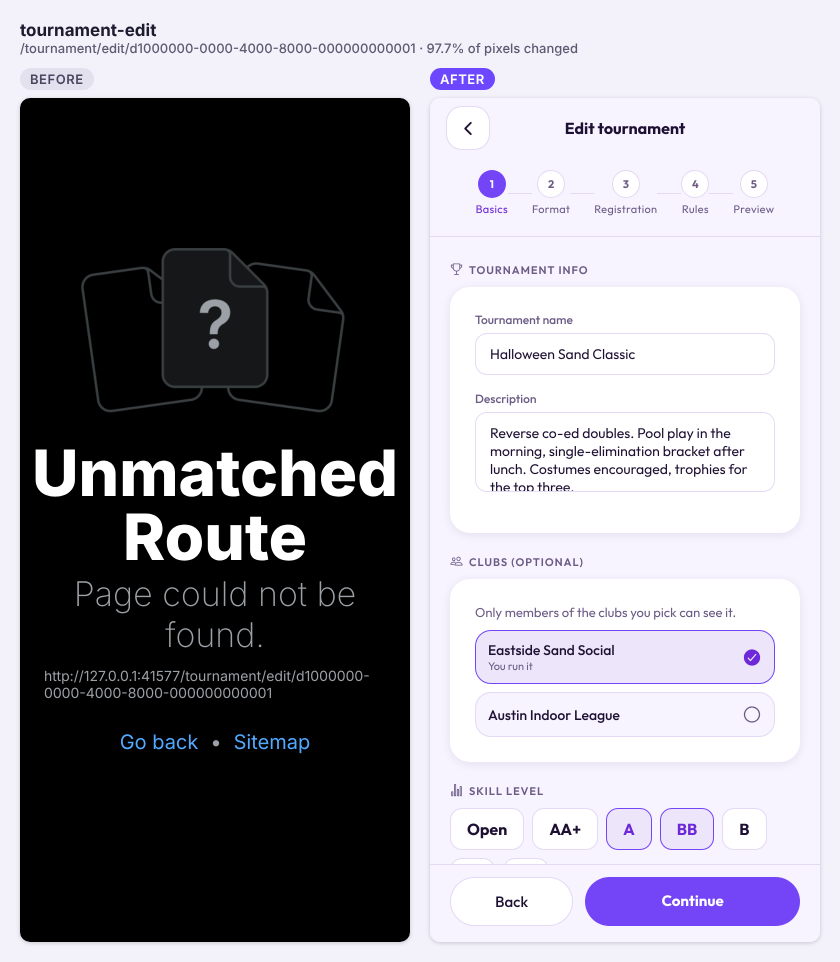 tournament-edit
/tournament/edit/d1000000-0000-4000-8000-000000000001 · 97.7% of pixels changed
BEFORE
?
Unmatched
Route
Page could not be
found.
http://127.0.0.1:41577/tournament/edit/d1000000-
0000-4000-8000-000000000001
Go back • Sitemap
AFTER
Edit tournament
1 2 3 4 5
Basics Format Registration Rules Preview
TOURNAMENT INFO
Tournament name
Halloween Sand Classic
Description
Reverse co-ed doubles. Pool play in the
morning, single-elimination bracket after
lunch. Costumes encouraged, trophies for
the top three.
CLUBS (OPTIONAL)
Only members of the clubs you pick can see it.
Eastside Sand Social
You run it
Austin Indoor League
SKILL LEVEL
Open AA+ A BB B
Back Continue